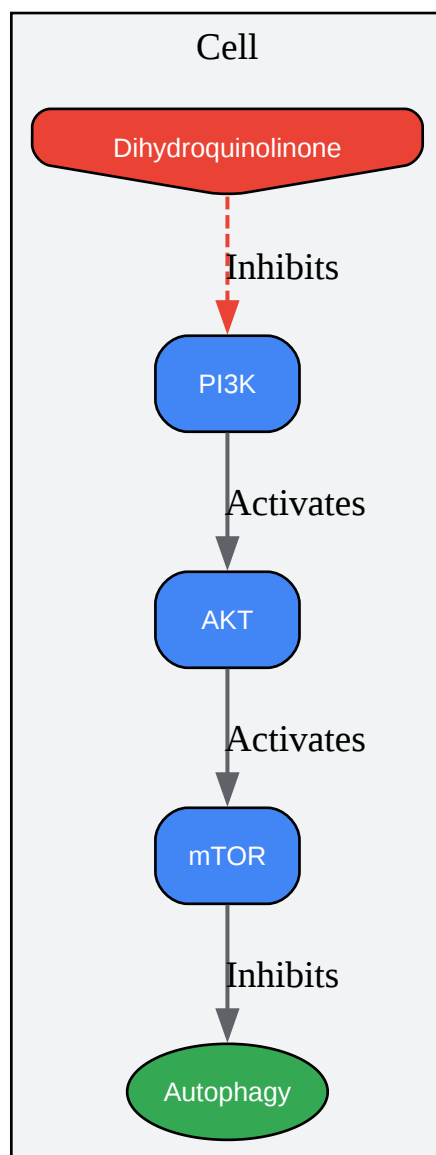 Cell
Dihydroquinolinone
Inhibits
PI3K
Activates
AKT
Activates
mTOR
Inhibits
Autophagy